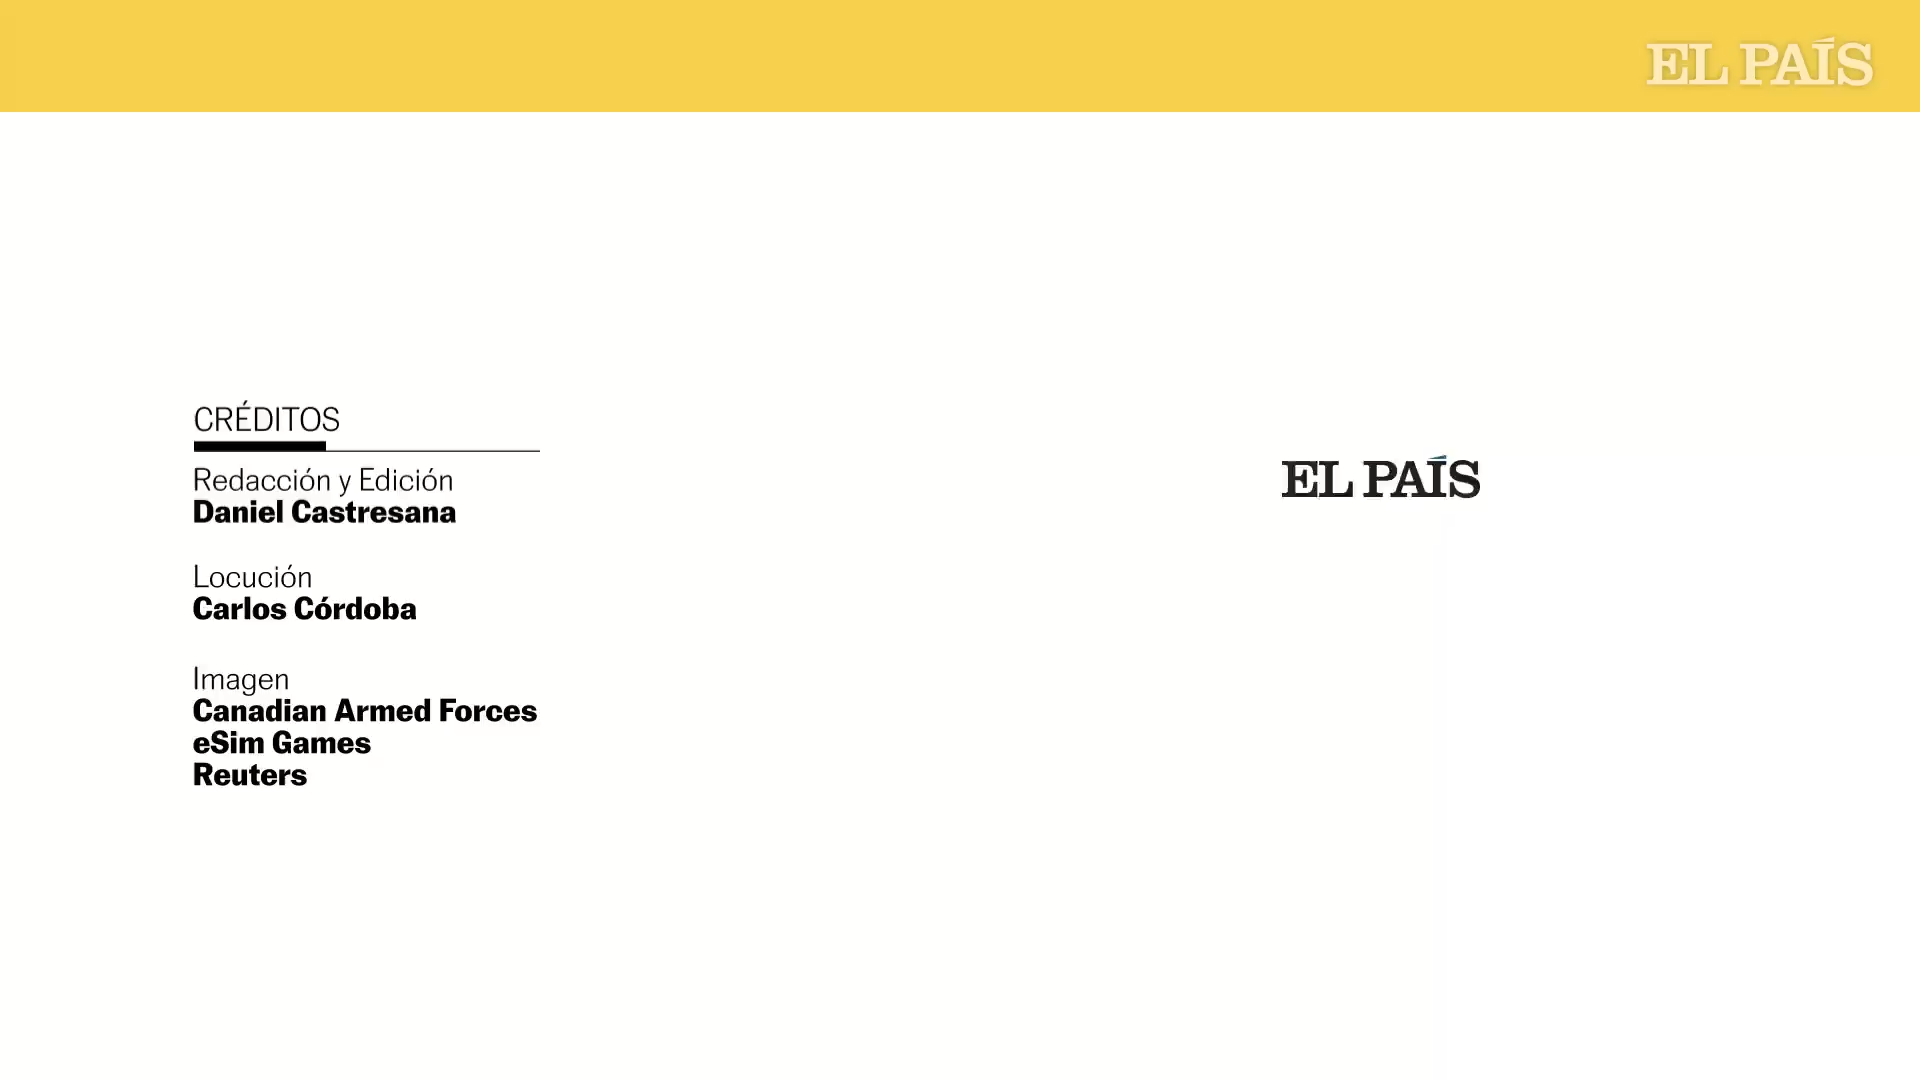 EL PAÍS
CRÉDITOS
Redacción y Edición
Daniel Castresana
Locución
Carlos Córdoba
Imagen
Canadian Armed Forces
eSim Games
Reuters
EL PAÍS